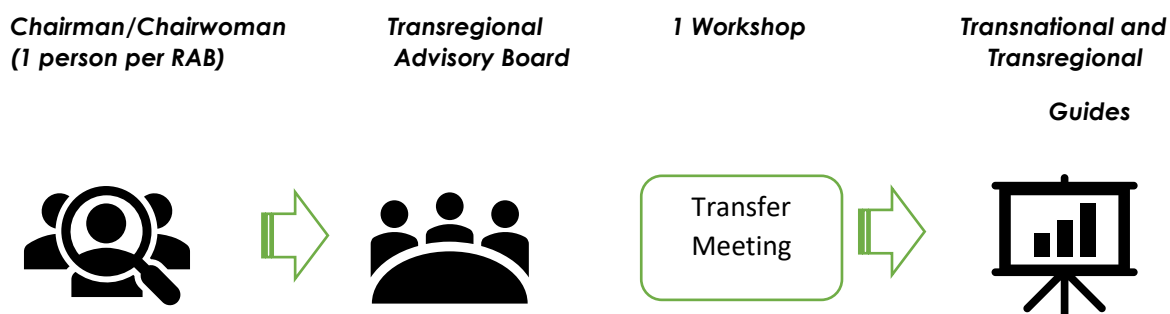 Chairman/Chairwoman
(1 person per RAB)
Transregional
Advisory Board
1 Workshop
Transnational and
Transregional
Guides
Transfer
Meeting